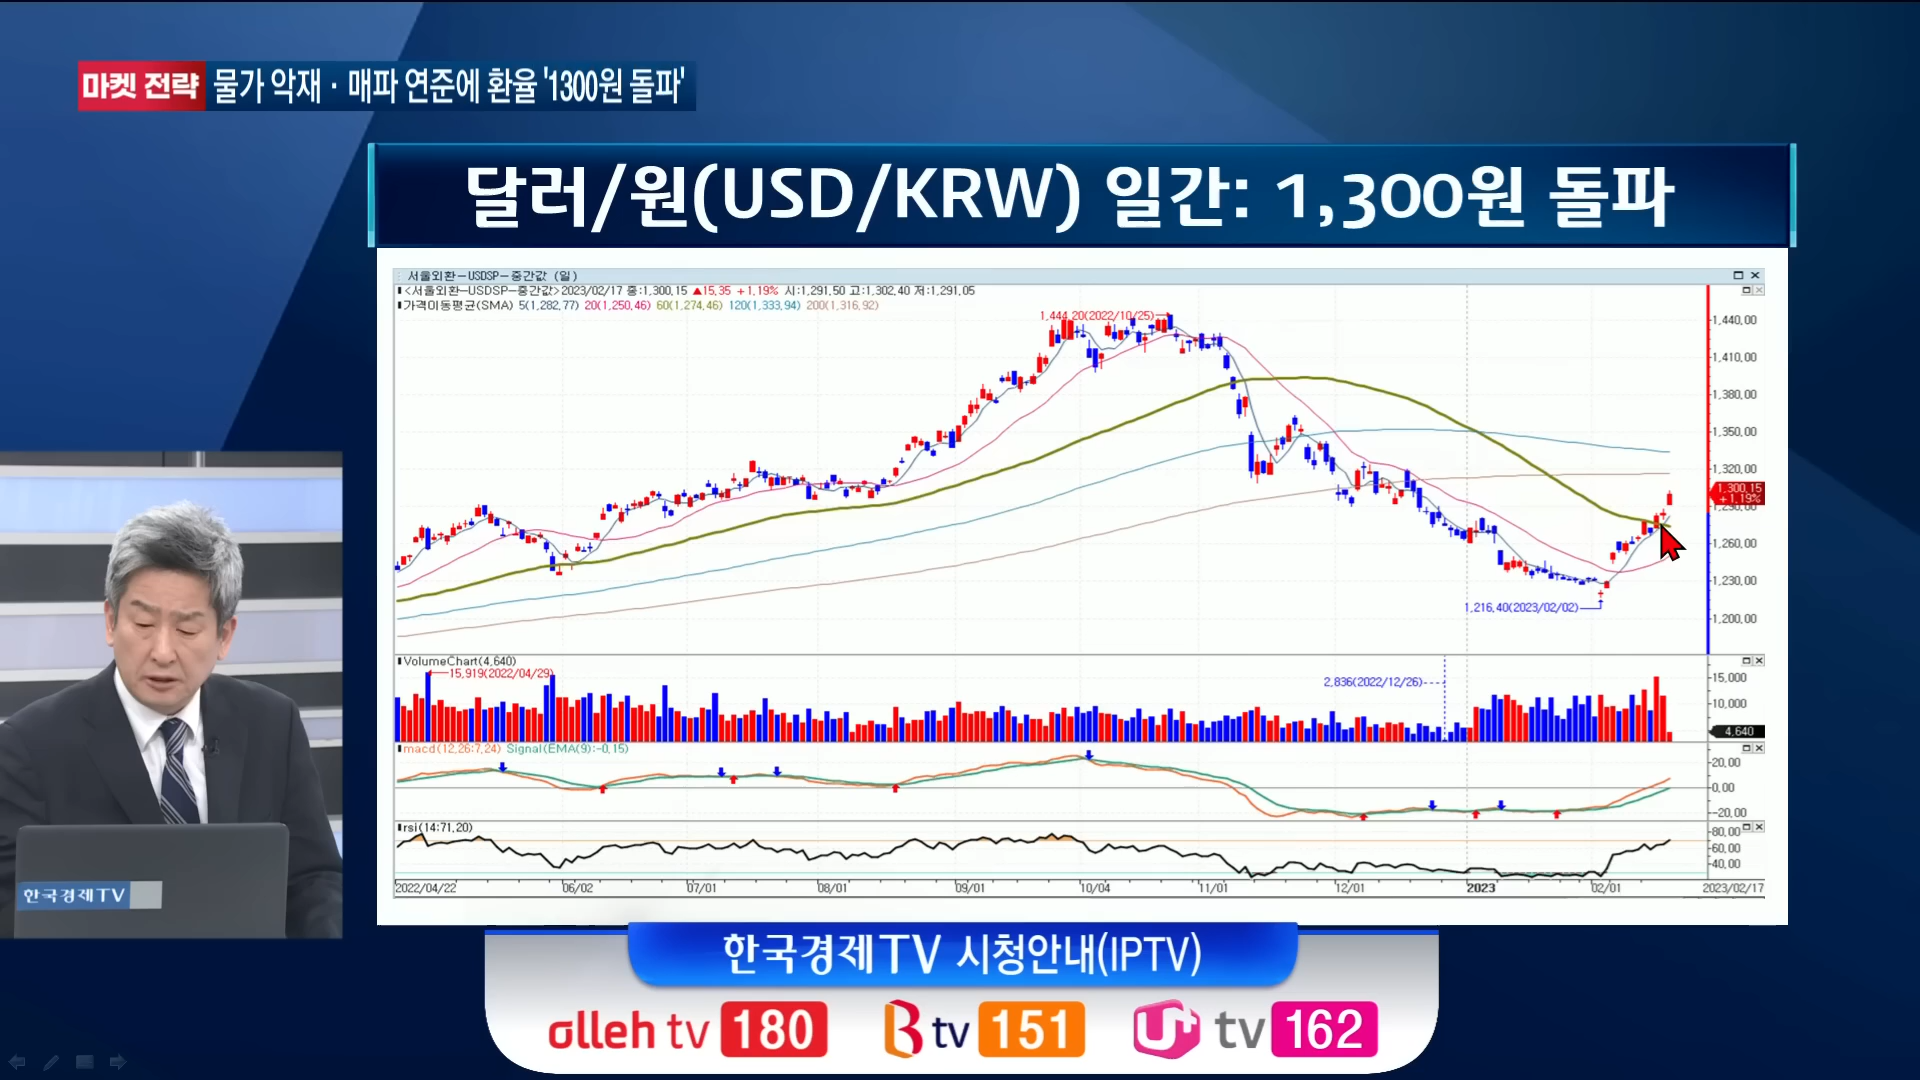 마켓 전략 물가 악재 · 매파 연준에 환율 '1300원 돌파'
달러/원(USD/KRW) 일간: 1,300원 돌파
서울외환-USDSP-중간값 (일)
<서울외환-USDSP-중간값>2023/02/17 종:1,300.15 ▲15.35 +1.19% 시:1,291.50 고:1,302.40 저:1,291.05
가격이동평균(SMA) 5(1,282.77) 20(1,250.46) 60(1,274.46) 120(1,333.94) 200(1,316.92)
1,444.20(2022/10/25)
1,440.00
1,410.00
1,380.00
1,350.00
1,320.00
1,300.15
+1.19%
1,290.00
1,260.00
1,230.00
1,216.40(2023/02/02)
1,200.00
VolumeChart(4,640)
15,919(2022/04/29)
2,836(2022/12/26)
15,000
10,000
4,640
macd(12,26:7.24) Signal(EMA(9):-0.15)
20.00
0.00
-20.00
rsi(14:71.20)
80.00
60.00
40.00
2022/04/22 06/02 07/01 08/01 09/01 10/04 11/01 12/01 2023 02/01 2023/02/17
한국경제TV
한국경제TV 시청안내(IPTV)
olleh tv 180 B tv 151 U+ tv 162